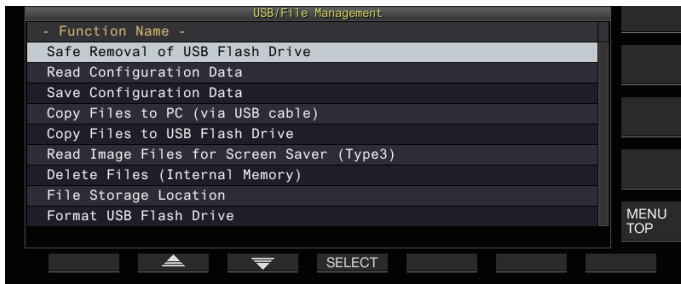 USB/File Management
- Function Name -
Safe Removal of USB Flash Drive
Read Configuration Data
Save Configuration Data
Copy Files to PC (via USB cable)
Copy Files to USB Flash Drive
Read Image Files for Screen Saver (Type3)
Delete Files (Internal Memory)
File Storage Location
Format USB Flash Drive
MENU
TOP
SELECT